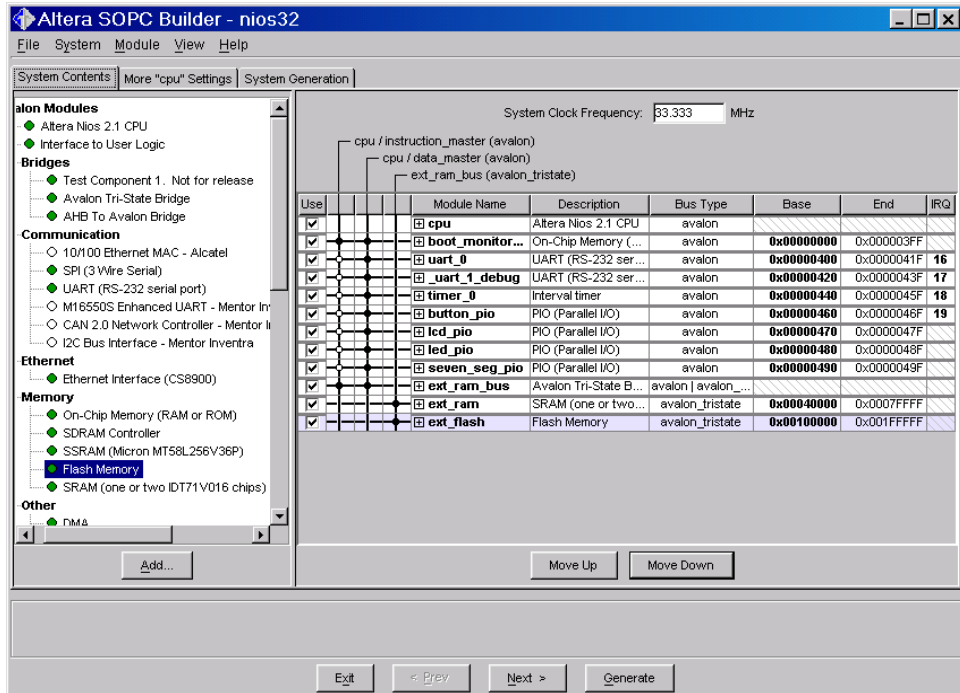 Altera SOPC Builder - nios32
File System Module View Help
System Contents More "cpu" Settings System Generation
alon Modules
Altera Nios 2.1 CPU
Interface to User Logic
Bridges
Test Component 1. Not for release
Avalon Tri-State Bridge
AHB To Avalon Bridge
Communication
10/100 Ethernet MAC - Alcatel
SPI (3 Wire Serial)
UART (RS-232 serial port)
M16550S Enhanced UART - Mentor Inv
CAN 2.0 Network Controller - Mentor I
I2C Bus Interface - Mentor Inventra
Ethernet
Ethernet Interface (CS8900)
Memory
On-Chip Memory (RAM or ROM)
SDRAM Controller
SSRAM (Micron MT58L256V36P)
Flash Memory
SRAM (one or two IDT71V016 chips)
Other
DMA
Add...
System Clock Frequency: 33.333 MHz
cpu / instruction_master (avalon)
cpu / data_master (avalon)
ext_ram_bus (avalon_tristate)
Use Module Name Description Bus Type Base End IRQ
cpu Altera Nios 2.1 CPU avalon
boot_monitor... On-Chip Memory (... avalon 0x00000000 0x000003FF
uart_0 UART (RS-232 ser... avalon 0x00000400 0x0000041F 16
_uart_1_debug UART (RS-232 ser... avalon 0x00000420 0x0000043F 17
timer_0 Interval timer avalon 0x00000440 0x0000045F 18
button_pio PIO (Parallel I/O) avalon 0x00000460 0x0000046F 19
lcd_pio PIO (Parallel I/O) avalon 0x00000470 0x0000047F
led_pio PIO (Parallel I/O) avalon 0x00000480 0x0000048F
seven_seg_pio PIO (Parallel I/O) avalon 0x00000490 0x0000049F
ext_ram_bus Avalon Tri-State B... avalon | avalon_...
ext_ram SRAM (one or two... avalon_tristate 0x00040000 0x0007FFFF
ext_flash Flash Memory avalon_tristate 0x00100000 0x001FFFFF
Move Up Move Down
Exit < Prev Next > Generate